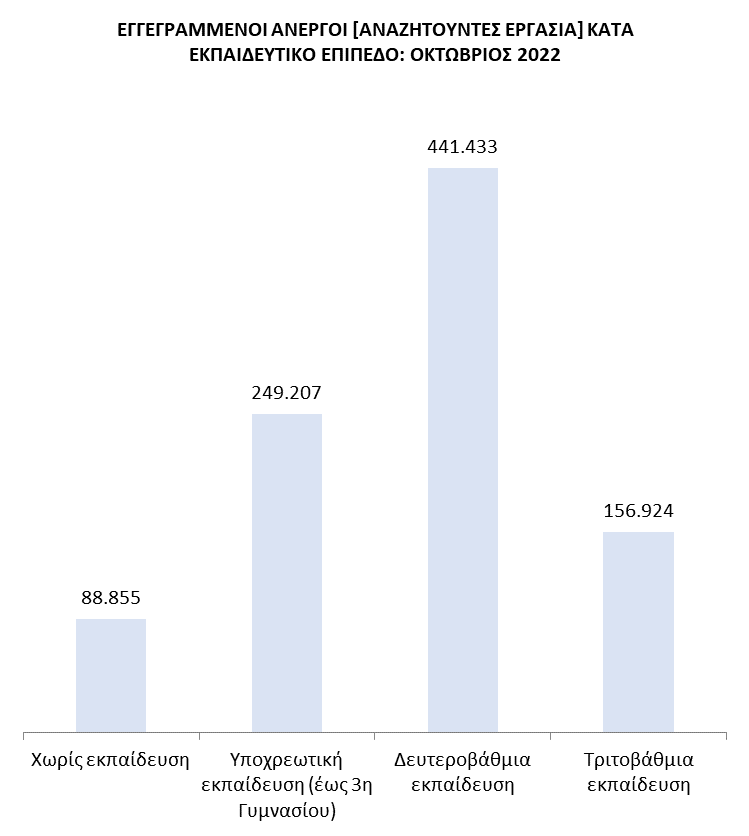 ΕΓΓΕΓΡΑΜΜΕΝΟΙ ΑΝΕΡΓΟΙ [ΑΝΑΖΗΤΟΥΝΤΕΣ ΕΡΓΑΣΙΑ] ΚΑΤΑ
ΕΚΠΑΙΔΕΥΤΙΚΟ ΕΠΙΠΕΔΟ: ΟΚΤΩΒΡΙΟΣ 2022
441.433
249.207
156.924
88.855
Χωρίς εκπαίδευση
Υποχρεωτική
εκπαίδευση (έως 3η
Γυμνασίου)
Δευτεροβάθμια
εκπαίδευση
Τριτοβάθμια
εκπαίδευση